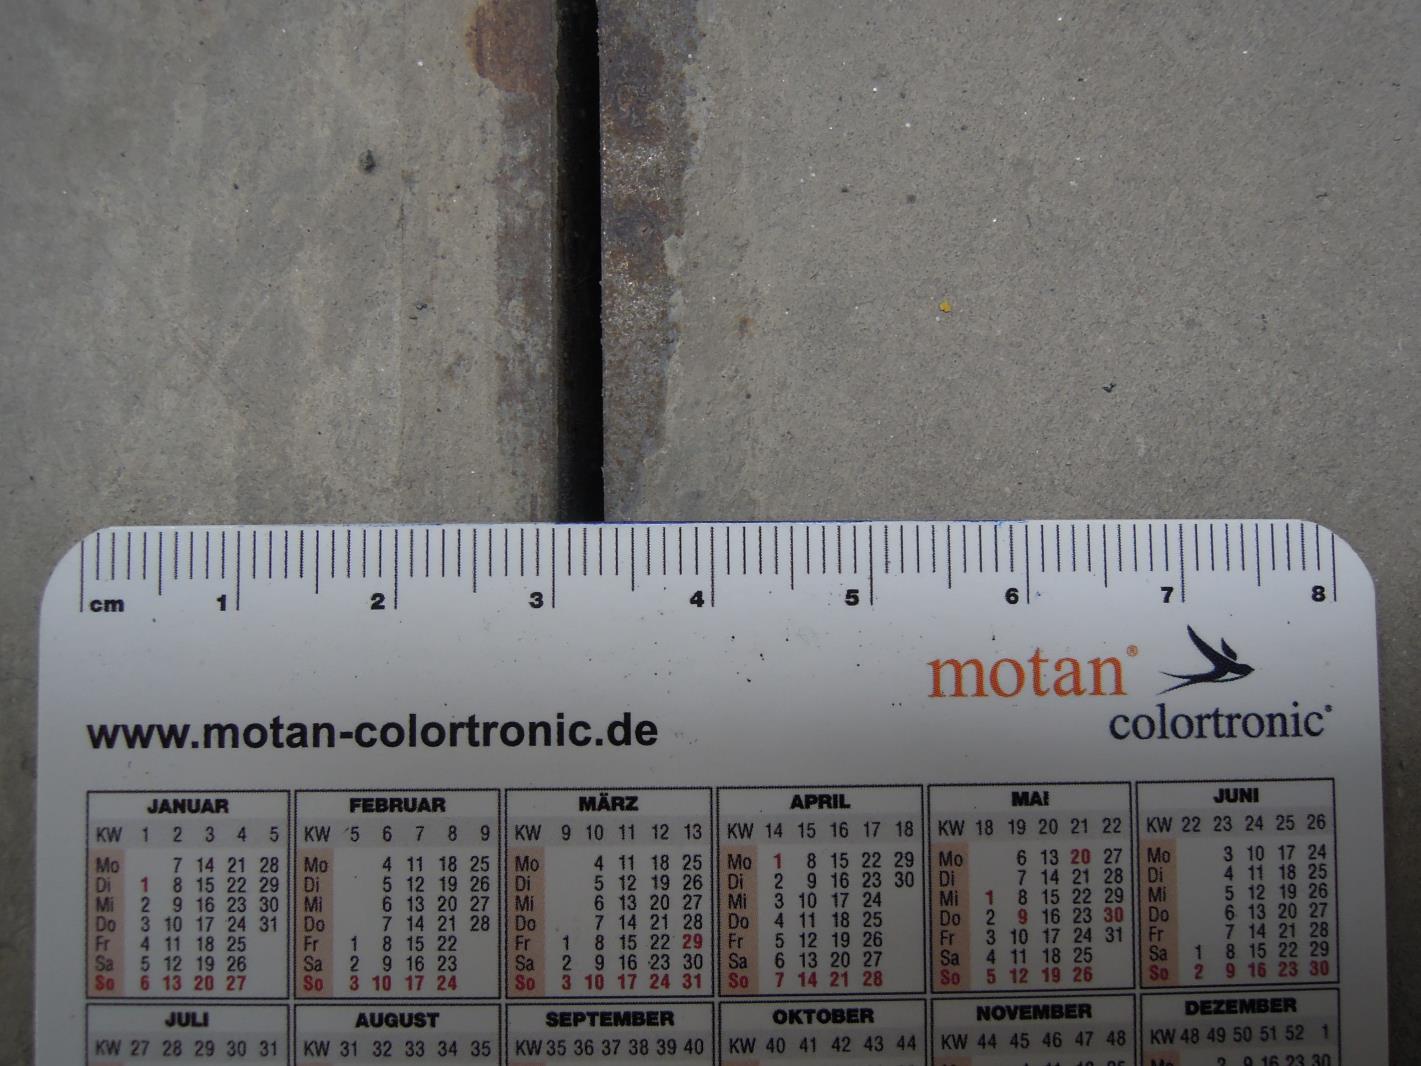 cm 1 2 3 4 5 6 7 8
motan®
colortronic®
www.motan-colortronic.de
JANUAR FEBRUAR MÄRZ APRIL MAI JUNI
KW 1 2 3 4 5 KW 5 6 7 8 9 KW 9 10 11 12 13 KW 14 15 16 17 18 KW 18 19 20 21 22 KW 22 23 24 25 26
Mo 7 14 21 28 Mo 4 11 18 25 Mo 4 11 18 25 Mo 1 8 15 22 29 Mo 6 13 20 27 Mo 3 10 17 24
Di 1 8 15 22 29 Di 5 12 19 26 Di 5 12 19 26 Di 2 9 16 23 30 Di 7 14 21 28 Di 4 11 18 25
Mi 2 9 16 23 30 Mi 6 13 20 27 Mi 6 13 20 27 Mi 3 10 17 24 Mi 1 8 15 22 29 Mi 5 12 19 26
Do 3 10 17 24 31 Do 7 14 21 28 Do 7 14 21 28 Do 4 11 18 25 Do 2 9 16 23 30 Do 6 13 20 27
Fr 4 11 18 25 Fr 1 8 15 22 Fr 1 8 15 22 29 Fr 5 12 19 26 Fr 3 10 17 24 31 Fr 7 14 21 28
Sa 5 12 19 26 Sa 2 9 16 23 Sa 2 9 16 23 30 Sa 6 13 20 27 Sa 4 11 18 25 Sa 1 8 15 22 29
So 6 13 20 27 So 3 10 17 24 So 3 10 17 24 31 So 7 14 21 28 So 5 12 19 26 So 2 9 16 23 30
JULI AUGUST SEPTEMBER OKTOBER NOVEMBER DEZEMBER
KW 27 28 29 30 31 KW 31 32 33 34 35 KW 35 36 37 38 39 40 KW 40 41 42 43 44 KW 44 45 46 47 48 KW 48 49 50 51 52 1